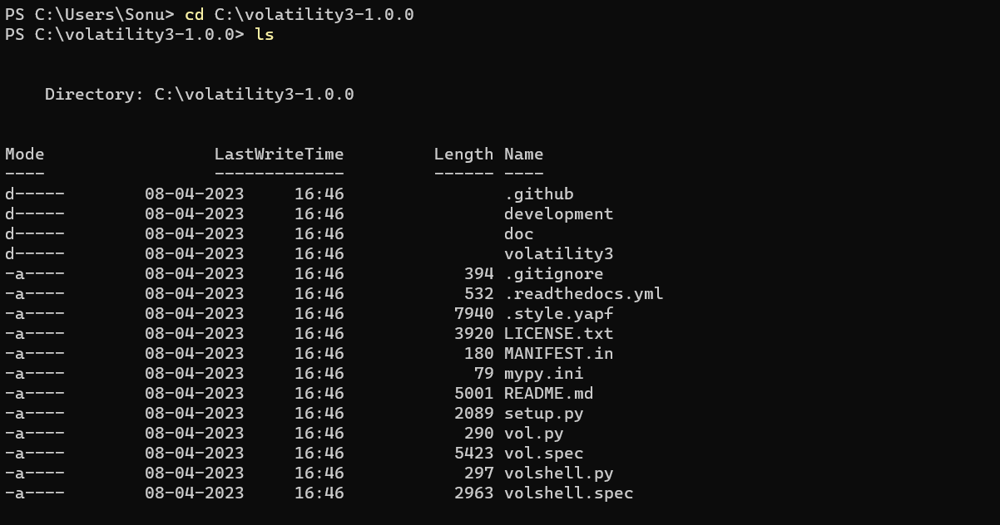 PS C:\Users\Sonu> cd C:\volatility3-1.0.0
PS C:\volatility3-1.0.0> ls
Directory: C:\volatility3-1.0.0
Mode                 LastWriteTime         Length Name
----                 -------------         ------ ----
d-----        08-04-2023     16:46                .github
d-----        08-04-2023     16:46                development
d-----        08-04-2023     16:46                doc
d-----        08-04-2023     16:46                volatility3
-a----        08-04-2023     16:46            394 .gitignore
-a----        08-04-2023     16:46            532 .readthedocs.yml
-a----        08-04-2023     16:46           7940 .style.yapf
-a----        08-04-2023     16:46           3920 LICENSE.txt
-a----        08-04-2023     16:46            180 MANIFEST.in
-a----        08-04-2023     16:46             79 mypy.ini
-a----        08-04-2023     16:46           5001 README.md
-a----        08-04-2023     16:46           2089 setup.py
-a----        08-04-2023     16:46            290 vol.py
-a----        08-04-2023     16:46           5423 vol.spec
-a----        08-04-2023     16:46            297 volshell.py
-a----        08-04-2023     16:46           2963 volshell.spec